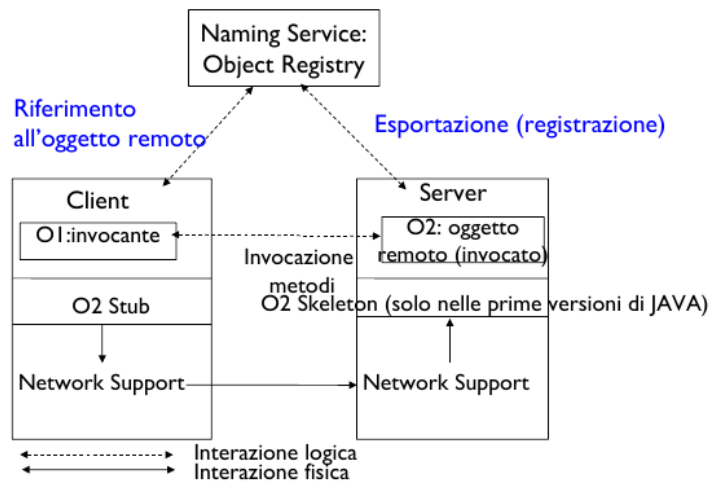 Naming Service:
Object Registry
Riferimento
all'oggetto remoto
Esportazione (registrazione)
Client
Server
O1:invocante
O2: oggetto
remoto (invocato)
Invocazione
metodi
O2 Stub
O2 Skeleton (solo nelle prime versioni di JAVA)
Network Support
Network Support
Interazione logica
Interazione fisica